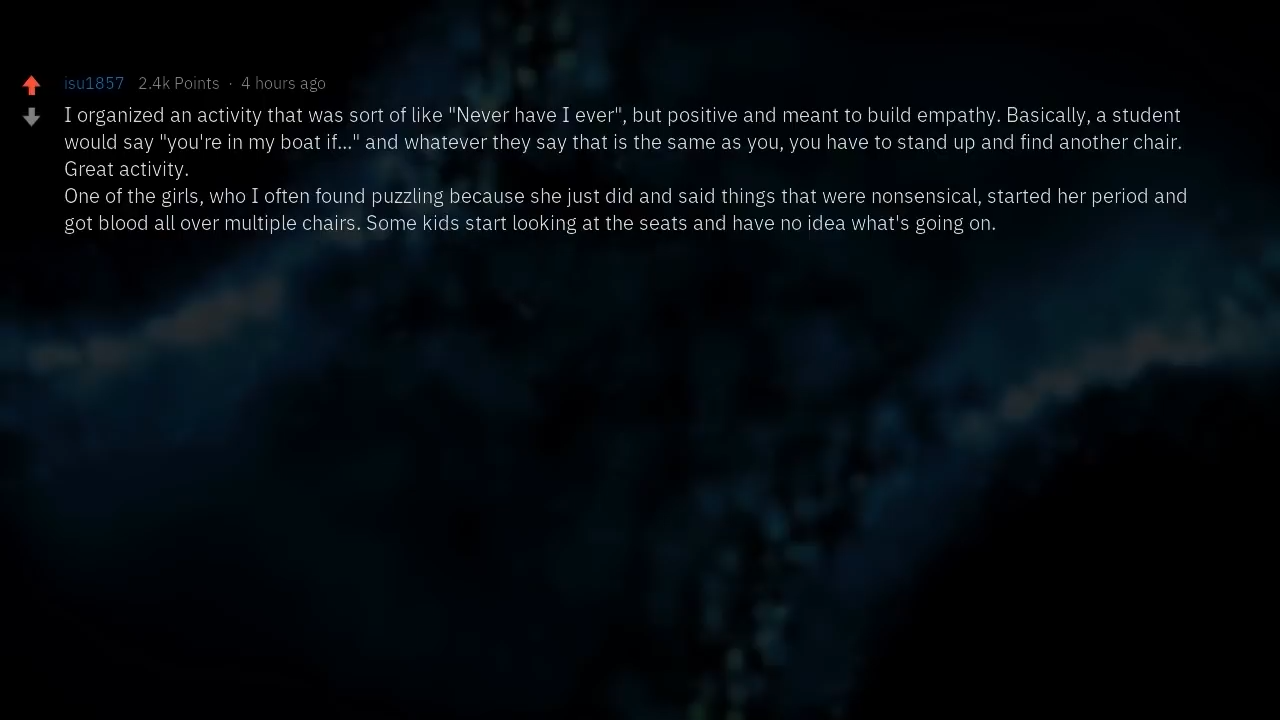 isu1857 2.4k Points · 4 hours ago
I organized an activity that was sort of like "Never have I ever", but positive and meant to build empathy. Basically, a student
would say "you're in my boat if..." and whatever they say that is the same as you, you have to stand up and find another chair.
Great activity.
One of the girls, who I often found puzzling because she just did and said things that were nonsensical, started her period and
got blood all over multiple chairs. Some kids start looking at the seats and have no idea what's going on.